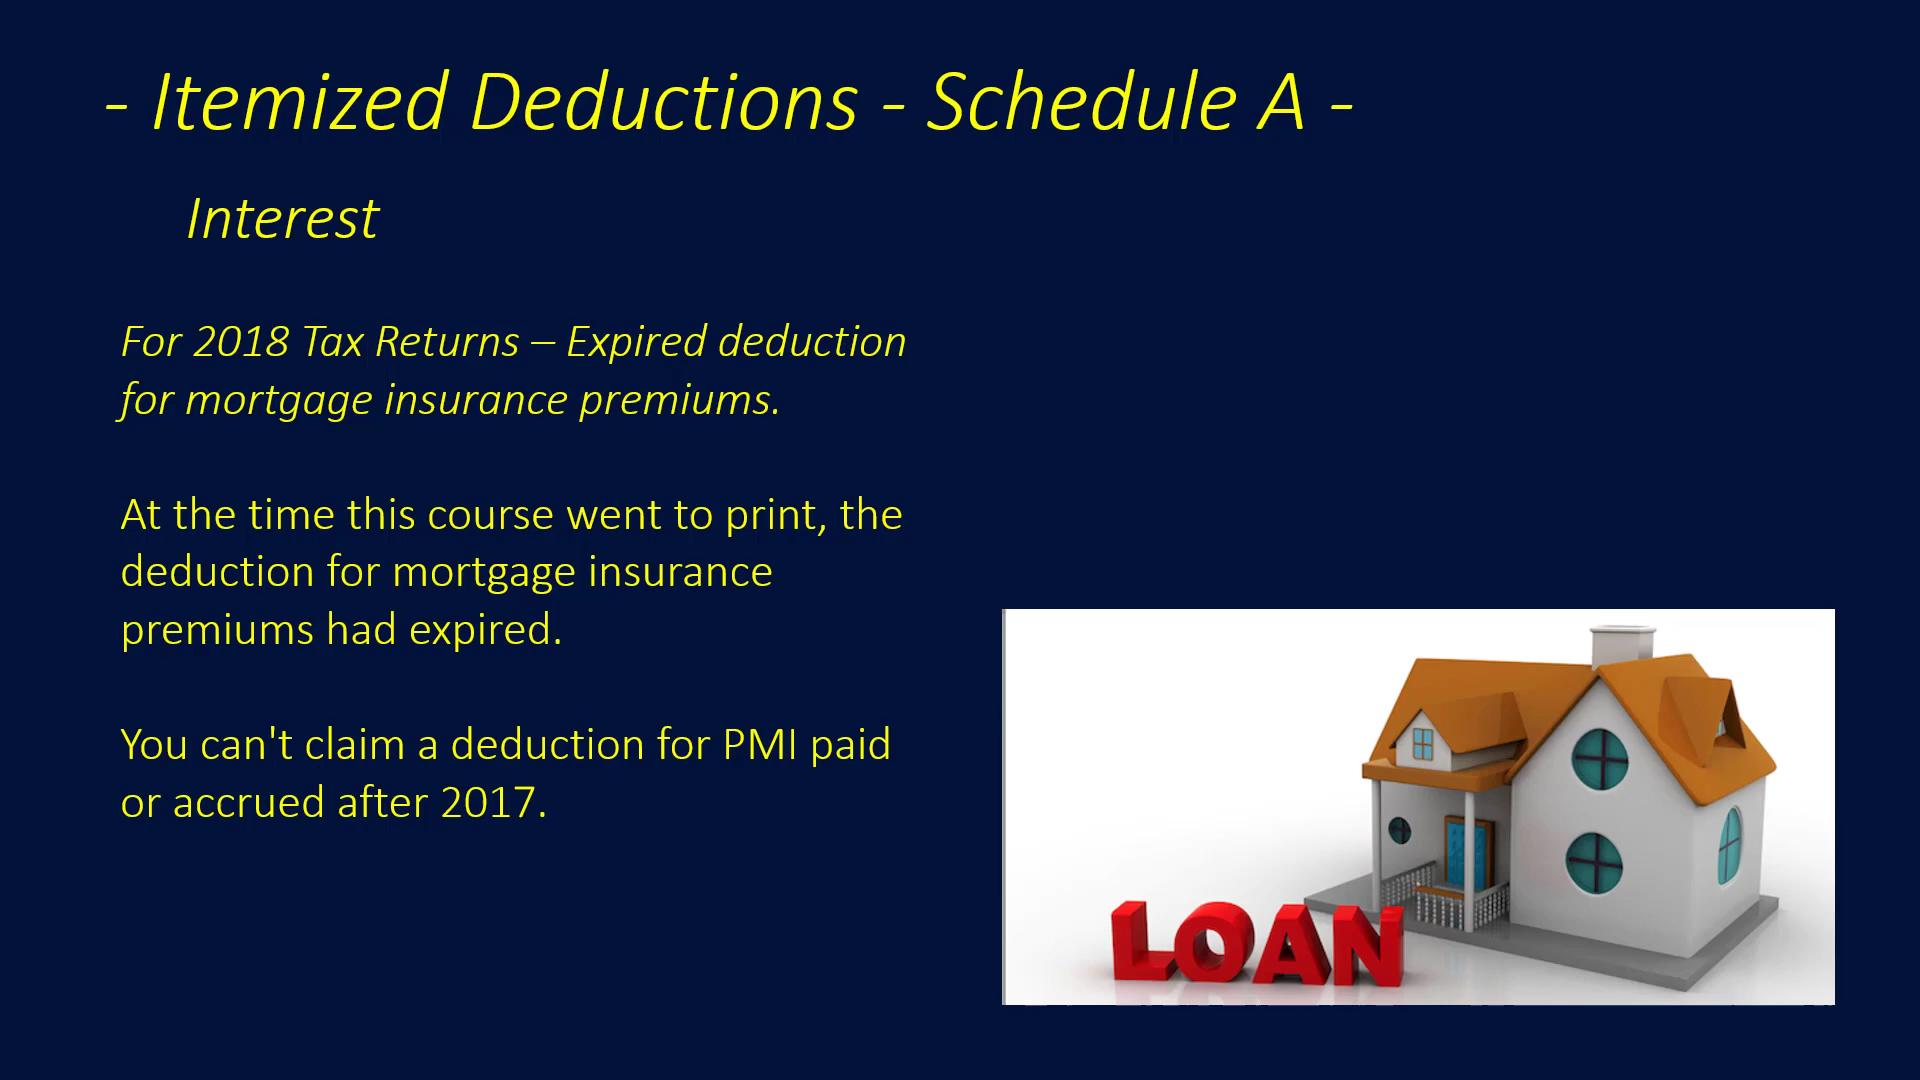 - Itemized Deductions - Schedule A -
Interest
For 2018 Tax Returns – Expired deduction
for mortgage insurance premiums.
At the time this course went to print, the
deduction for mortgage insurance
premiums had expired.
You can't claim a deduction for PMI paid
or accrued after 2017.
LOAN